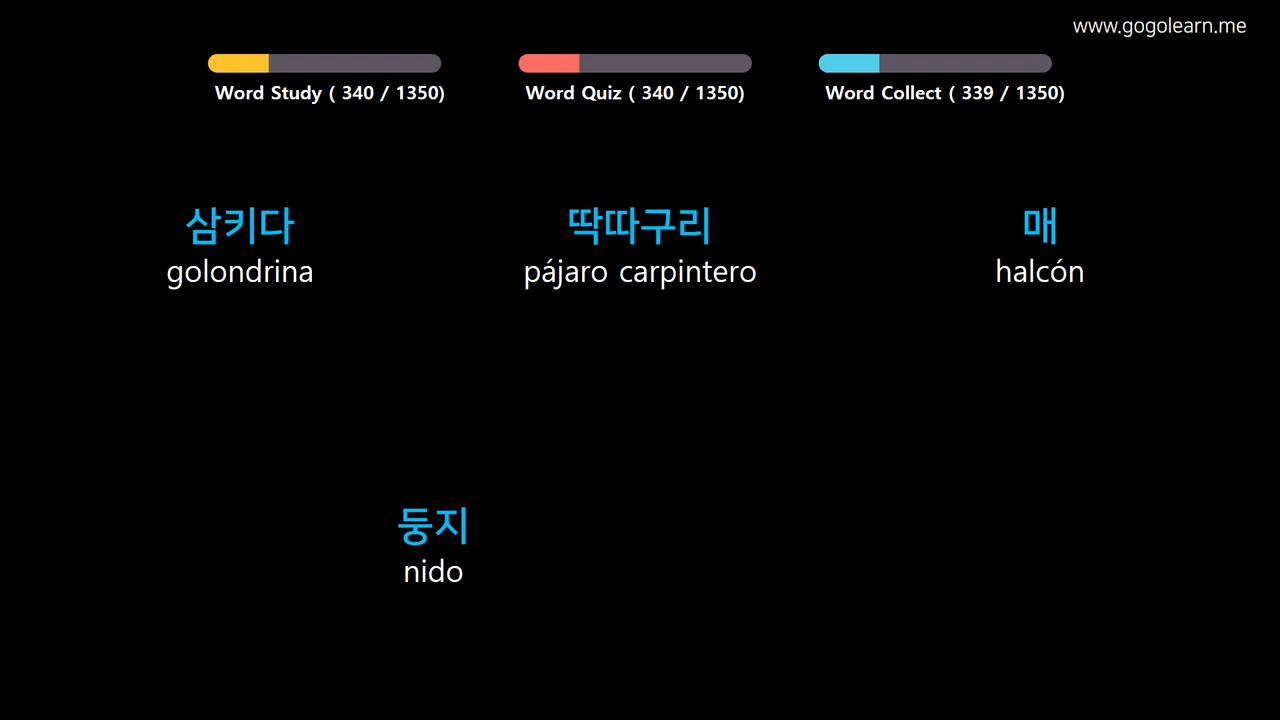 www.gogolearn.me
Word Study ( 340 / 1350)
Word Quiz ( 340 / 1350)
Word Collect ( 339 / 1350)
삼키다
golondrina
딱따구리
pájaro carpintero
매
halcón
둥지
nido